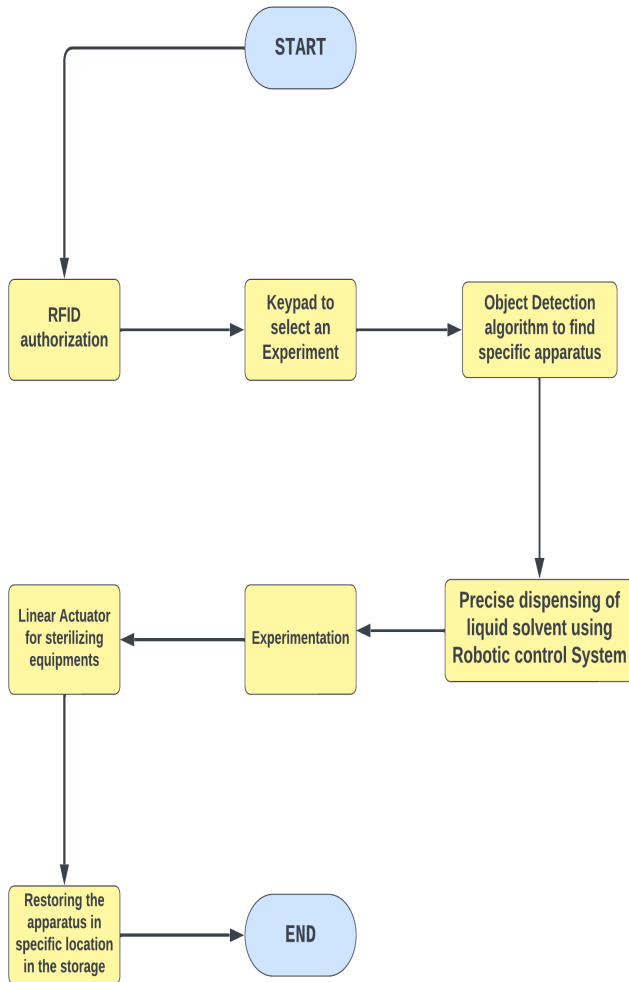 START
RFID
authorization
Keypad to
select an
Experiment
Object Detection
algorithm to find
specific apparatus
Precise dispensing of
liquid solvent using
Robotic control System
Experimentation
Linear Actuator
for sterilizing
equipments
Restoring the
apparatus in
specific location
in the storage
END